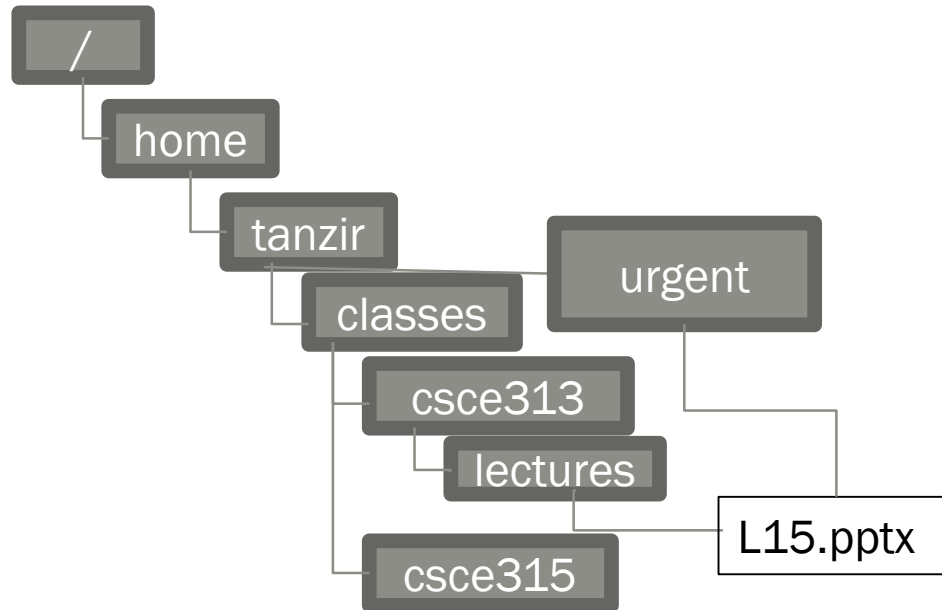 /
home
tanzir
urgent
classes
csce313
lectures
L15.pptx
csce315